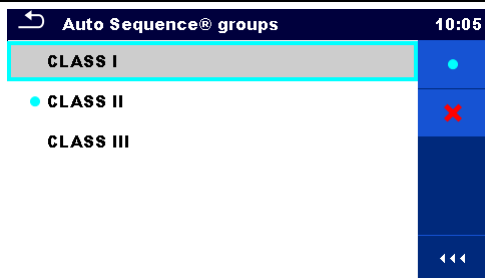 Auto Sequence® groups 10:05
CLASS I
CLASS II
CLASS III